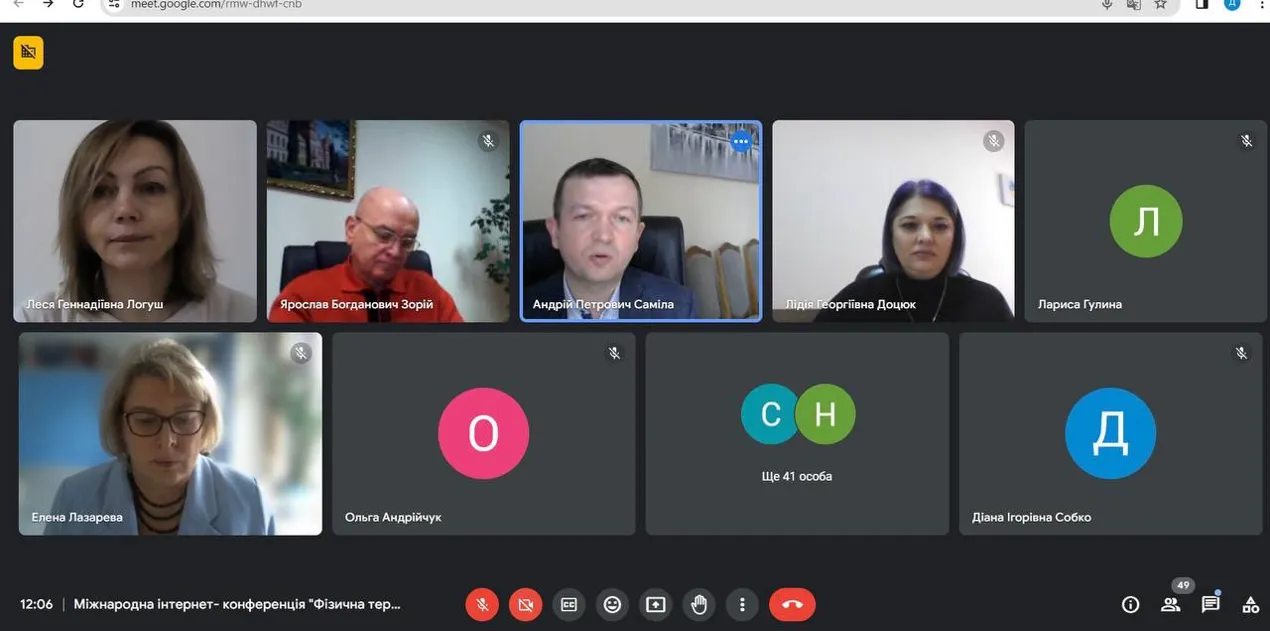 meet.google.com/rmw-dhwf-cnb
Д
Леся Геннадіївна Логуш
Ярослав Богданович Зорій
Андрій Петрович Саміла
Лідія Георгіївна Доцюк
Л
Лариса Гулина
Елена Лазарева
О
Ольга Андрійчук
С Н
Ще 41 особа
Д
Діана Ігорівна Собко
12:06 | Міжнародна інтернет- конференція "Фізична тер...
CC
49